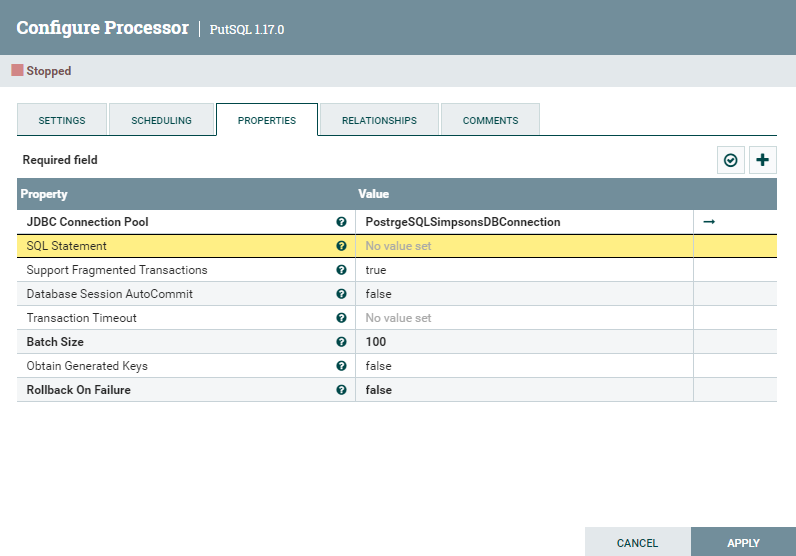 Configure Processor | PutSQL 1.17.0
Stopped
SETTINGS SCHEDULING PROPERTIES RELATIONSHIPS COMMENTS
Required field
Property Value
JDBC Connection Pool PostrgeSQLSimpsonsDBConnection
SQL Statement No value set
Support Fragmented Transactions true
Database Session AutoCommit false
Transaction Timeout No value set
Batch Size 100
Obtain Generated Keys false
Rollback On Failure false
CANCEL APPLY